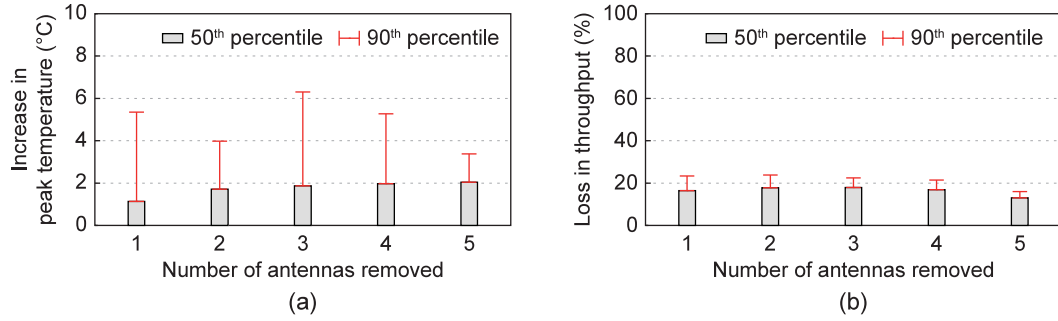 Increase in
peak temperature (°C)
10
8
6
4
2
0
50th percentile 90th percentile
1 2 3 4 5
Number of antennas removed
(a)
Loss in throughput (%)
100
80
60
40
20
0
50th percentile 90th percentile
1 2 3 4 5
Number of antennas removed
(b)